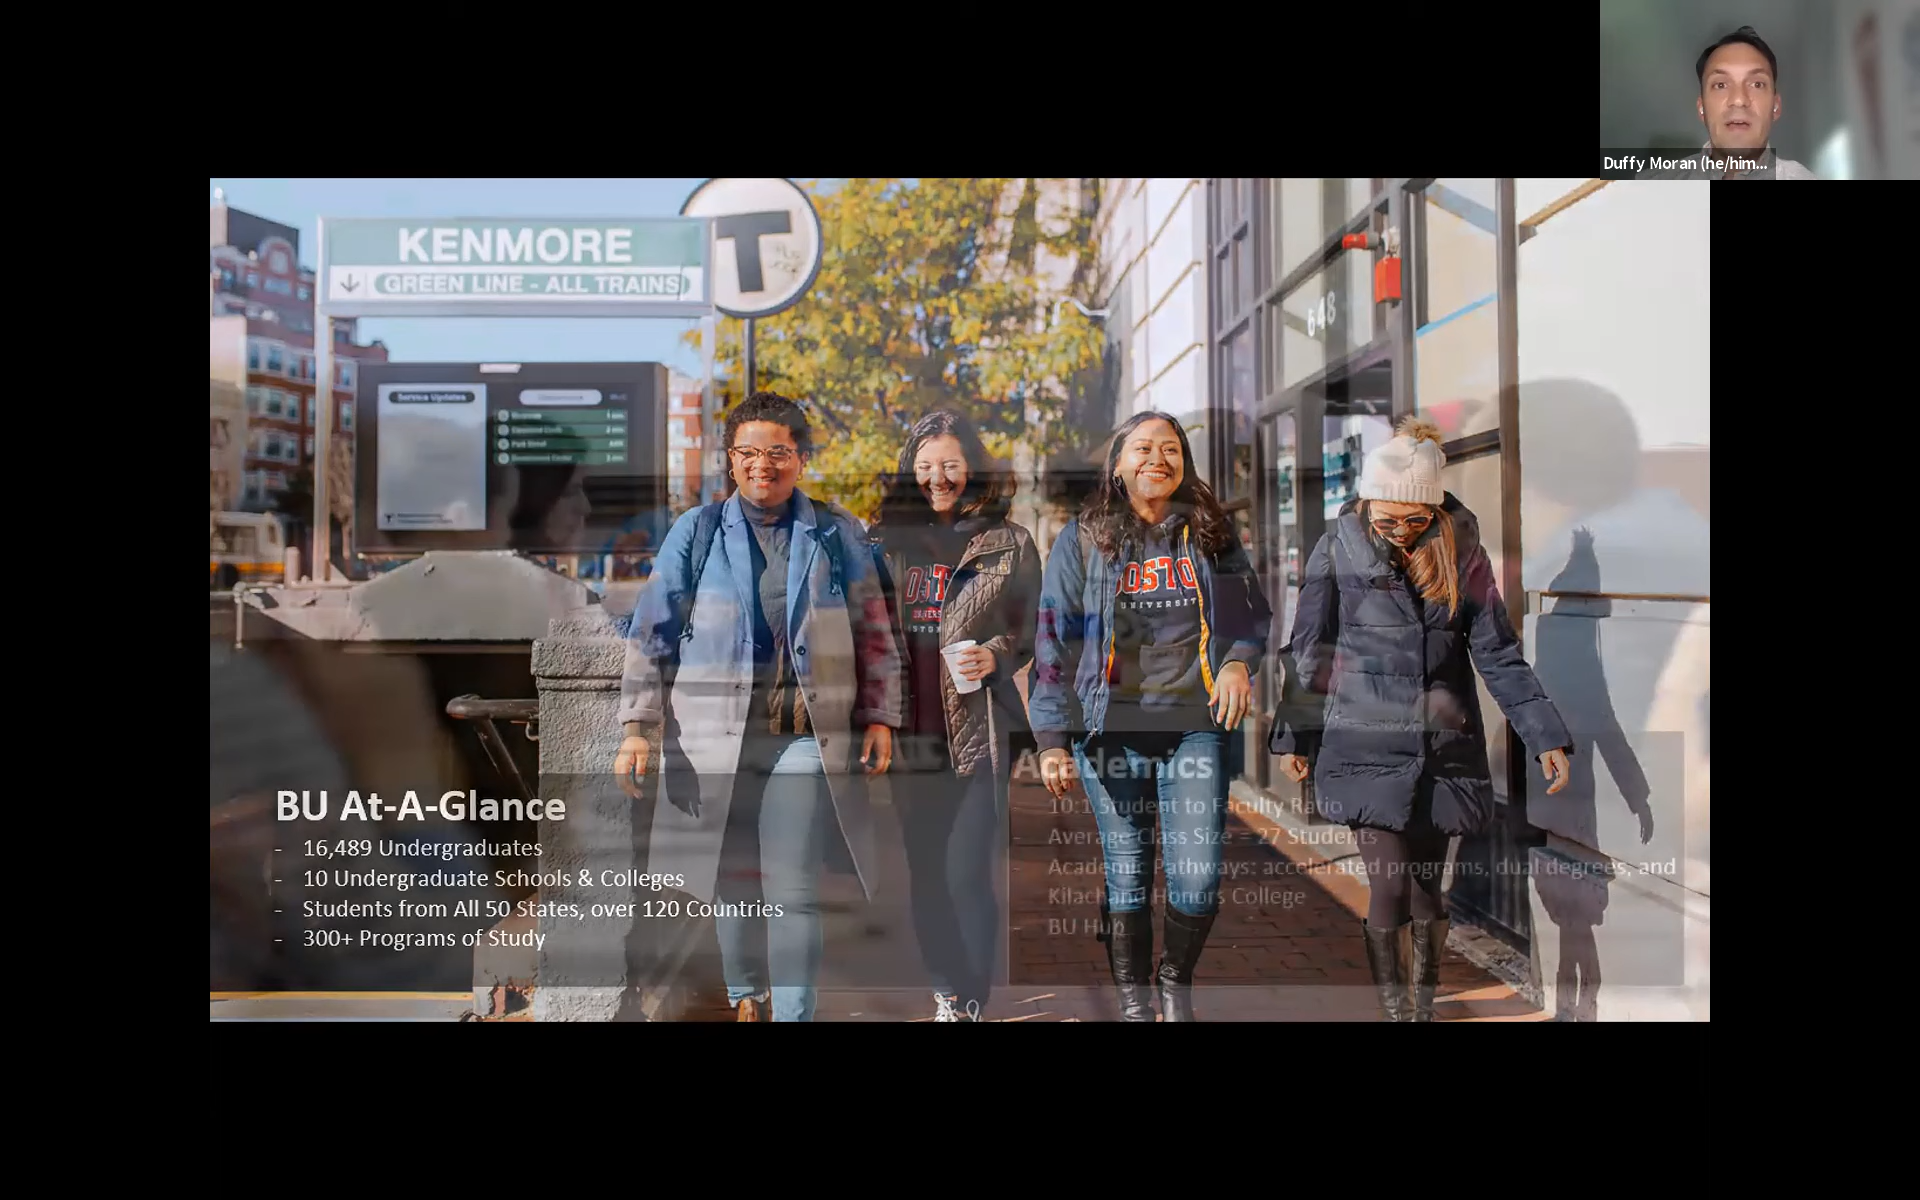 Duffy Moran (he/him...
KENMORE
T
GREEN LINE - ALL TRAINS
648
Service Updates
BOSTON
UNIVERSITY
BU At-A-Glance
- 16,489 Undergraduates
- 10 Undergraduate Schools & Colleges
- Students from All 50 States, over 120 Countries
- 300+ Programs of Study
Academics
- 10:1 Student to Faculty Ratio
- Average Class Size = 27 Students
- Academic Pathways: accelerated programs, dual degrees, and
Kilachand Honors College
- BU Hub